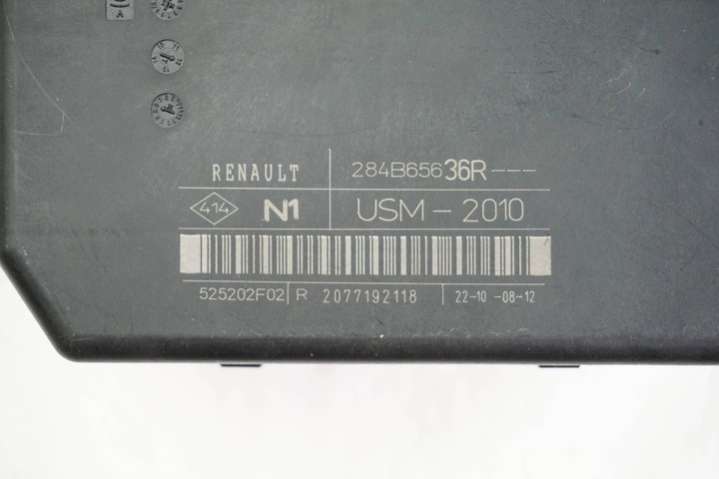 RENAULT 284B65636R---
414 N1 USM-2010
525202F02 R 2077192118 22-10 -08-12